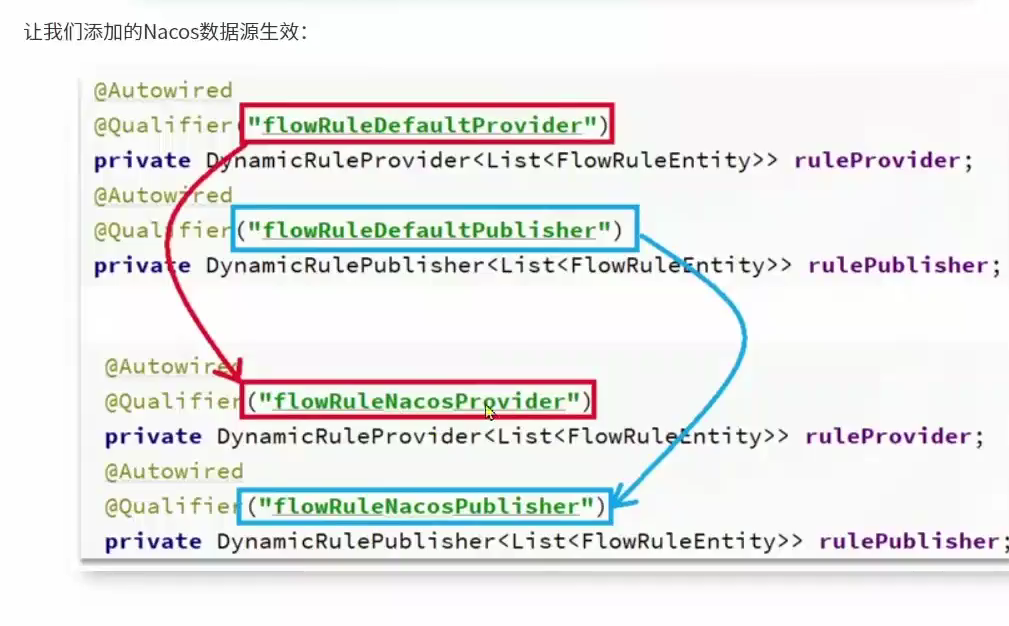 让我们添加的Nacos数据源生效：
@Autowired
@Qualifier("flowRuleDefaultProvider")
private DynamicRuleProvider<List<FlowRuleEntity>> ruleProvider;
@Autowired
@Qualifier("flowRuleDefaultPublisher")
private DynamicRulePublisher<List<FlowRuleEntity>> rulePublisher;
@Autowired
@Qualifier("flowRuleNacosProvider")
private DynamicRuleProvider<List<FlowRuleEntity>> ruleProvider;
@Autowired
@Qualifier("flowRuleNacosPublisher")
private DynamicRulePublisher<List<FlowRuleEntity>> rulePublisher;